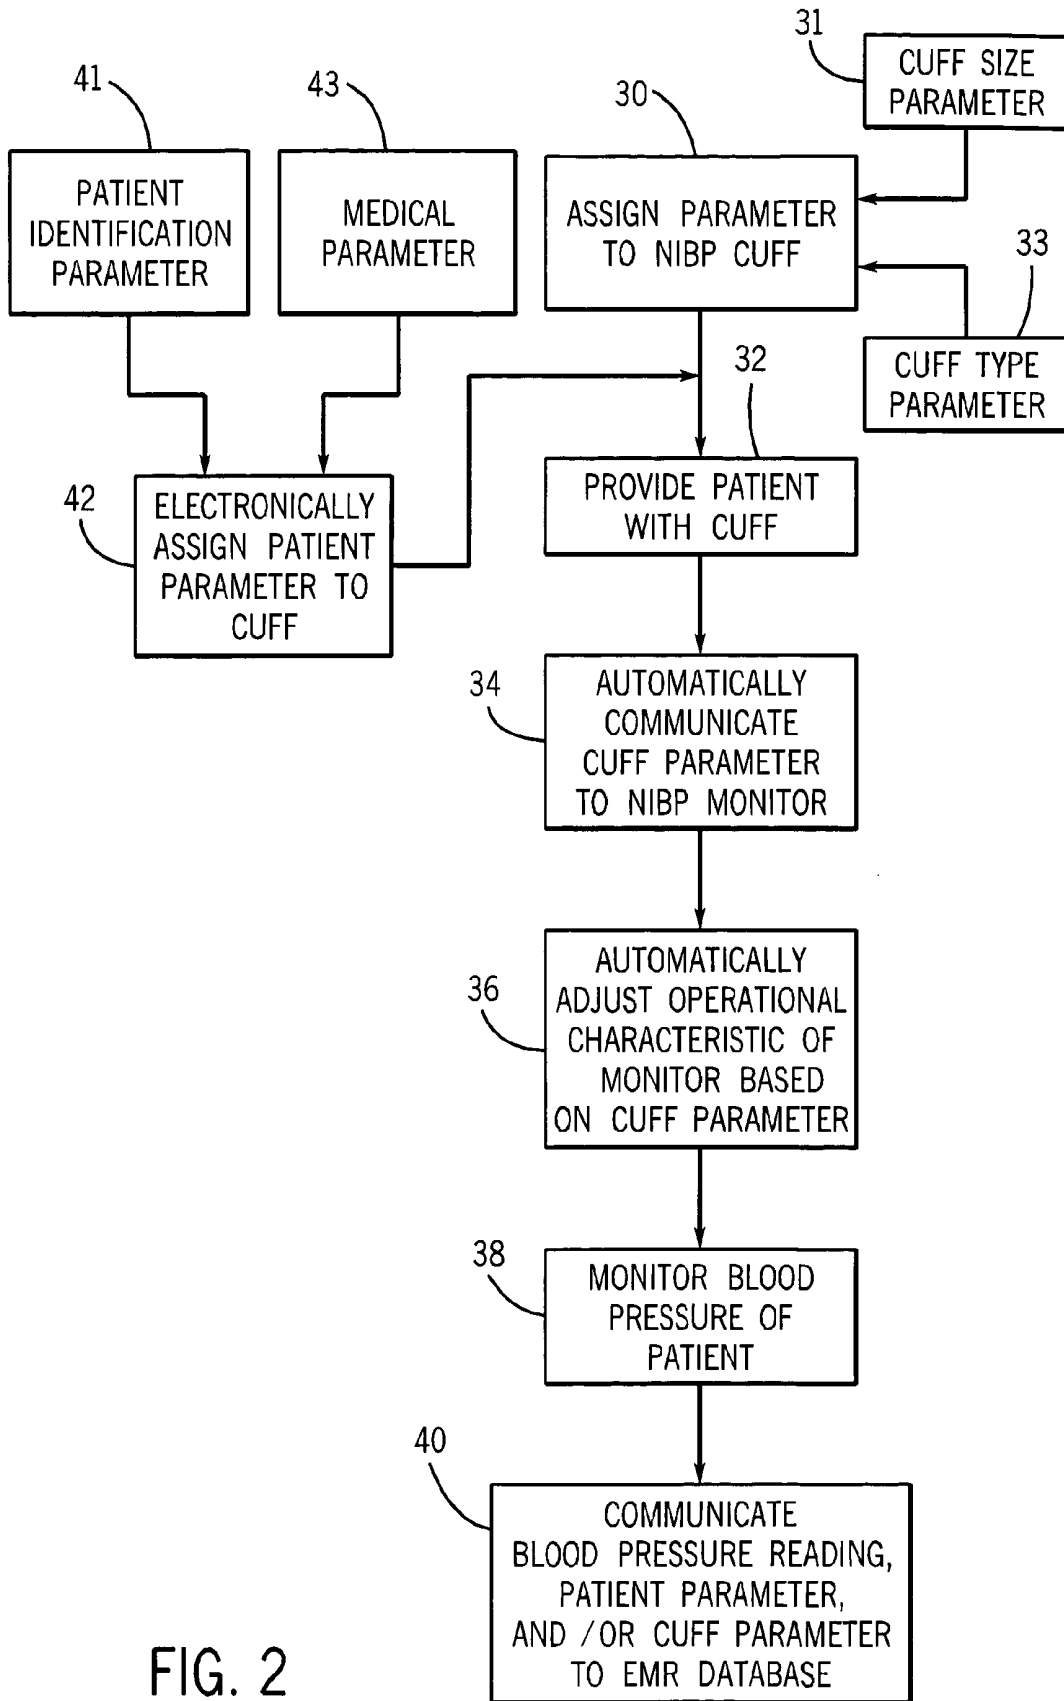 31
CUFF SIZE
PARAMETER
41
43
30
PATIENT
IDENTIFICATION
PARAMETER
MEDICAL
PARAMETER
ASSIGN PARAMETER
TO NIBP CUFF
33
CUFF TYPE
PARAMETER
32
PROVIDE PATIENT
WITH CUFF
42
ELECTRONICALLY
ASSIGN PATIENT
PARAMETER TO
CUFF
34
AUTOMATICALLY
COMMUNICATE
CUFF PARAMETER
TO NIBP MONITOR
36
AUTOMATICALLY
ADJUST OPERATIONAL
CHARACTERISTIC OF
MONITOR BASED
ON CUFF PARAMETER
38
MONITOR BLOOD
PRESSURE OF
PATIENT
40
COMMUNICATE
BLOOD PRESSURE READING,
PATIENT PARAMETER,
AND /OR CUFF PARAMETER
TO EMR DATABASE
FIG. 2